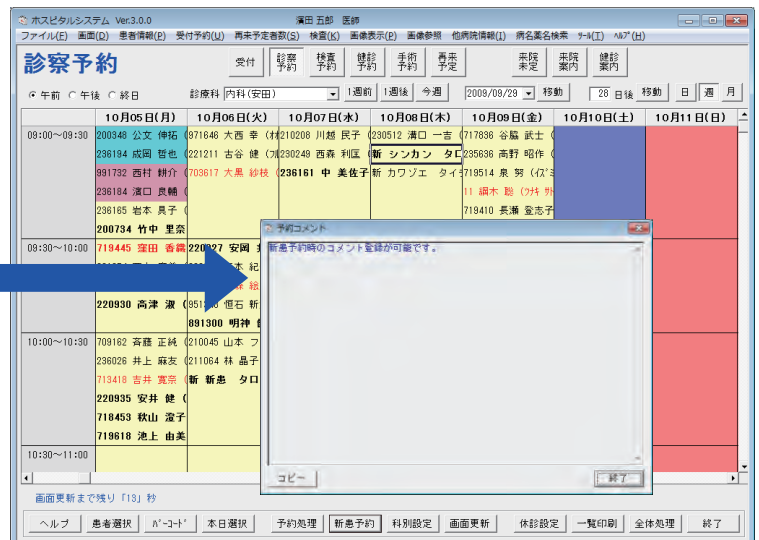 ホスピタルシステム Ver.3.0.0 濱田 五郎 医師
ファイル(F) 画面(D) 患者情報(P) 受付予約(U) 再来予定者数(S) 検査(K) 画像表示(P) 画像参照 他病院情報(I) 病名薬名検索 ﾂｰﾙ(T) ﾍﾙﾌﾟ(H)
診察予約 受付 診察予約 検査予約 健診予約 手術予約 再来予定 来院未定 来院案内 健診案内
午前 午後 終日 診療科 内科(安田) 1週前 1週後 今週 2009/09/29 移動 28 日後 移動 日 週 月
10月05日(月) 10月06日(火) 10月07日(水) 10月08日(木) 10月09日(金) 10月10日(土) 10月11日(日)
09:00～09:30 200348 公文 伸拓 ( 971646 大西 幸 ( 210208 川越 民子 ( 230512 溝口 一吉 ( 717836 谷脇 武士 (
236194 成岡 哲也 ( 221211 古谷 健 ( 230249 西森 利匡 ( 新 シンカン タロ 235636 高野 昭作 (
991732 西村 耕介 ( 703617 大黒 紗枝 ( 236161 中 美佐子 新 カワゾエ タイ 719514 泉 努 (
236184 濱口 良輔 ( 11 綱木 聡 (
236165 岩本 具子 ( 719410 長瀬 登志子
200734 竹中 里奈
予約コメント
09:30～10:00 719445 窪田 香織 220827 安岡
新患予約時のコメント登録が可能です。
220930 高津 淑 ( 恒石 新
891300 明神
10:00～10:30 709162 斉藤 正純 ( 210045 山本 フ
236026 井上 麻友 ( 211064 林 晶子
713418 吉井 寛奈 ( 新 新患 タロ
220935 安井 健 (
718453 秋山 澄子
719618 池上 由美
10:30～11:00
コピー 終了
画面更新まで残り「13」秒
ヘルプ 患者選択 ﾊﾞｰｺｰﾄﾞ 本日選択 予約処理 新患予約 科別設定 画面更新 休診設定 一覧印刷 全体処理 終了